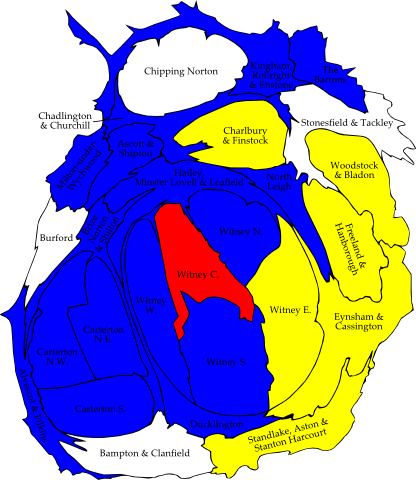 Chipping Norton
Kingham,
Rollright
& Enstone
The
Bartons
Chadlington
& Churchill
Stonesfield & Tackley
Charlbury
& Finstock
Ascott &
Shipton
Milton-under-
Wychwood
Woodstock
& Bladon
Hailey,
Minster Lovell & Leafield
North
Leigh
Brize
Norton
& Shilton
Burford
Freeland &
Hanborough
Witney N.
Witney C.
Witney
W.
Witney E.
Eynsham &
Cassington
Carterton
N.E.
Carterton
N.W.
Witney S.
Alvescot & Filkins
Carterton S.
Ducklington
Standlake, Aston &
Stanton Harcourt
Bampton & Clanfield